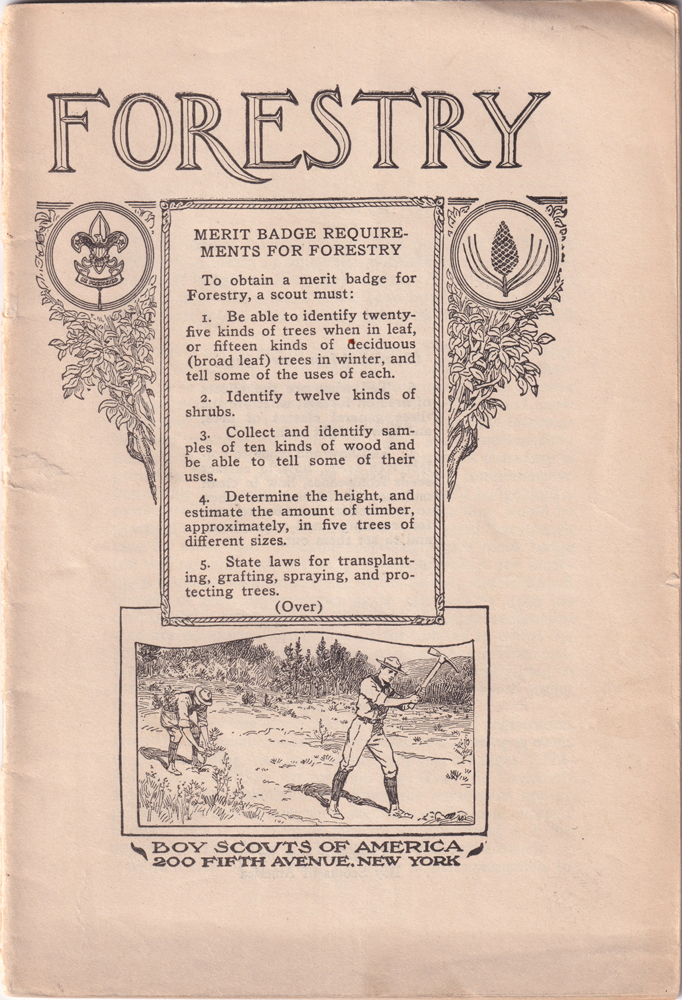 FORESTRY
MERIT BADGE REQUIRE-
MENTS FOR FORESTRY
To obtain a merit badge for
Forestry, a scout must:
1. Be able to identify twenty-
five kinds of trees when in leaf,
or fifteen kinds of deciduous
(broad leaf) trees in winter, and
tell some of the uses of each.
2. Identify twelve kinds of
shrubs.
3. Collect and identify sam-
ples of ten kinds of wood and
be able to tell some of their
uses.
4. Determine the height, and
estimate the amount of timber,
approximately, in five trees of
different sizes.
5. State laws for transplant-
ing, grafting, spraying, and pro-
tecting trees.
(Over)
BOY SCOUTS OF AMERICA
200 FIFTH AVENUE, NEW YORK